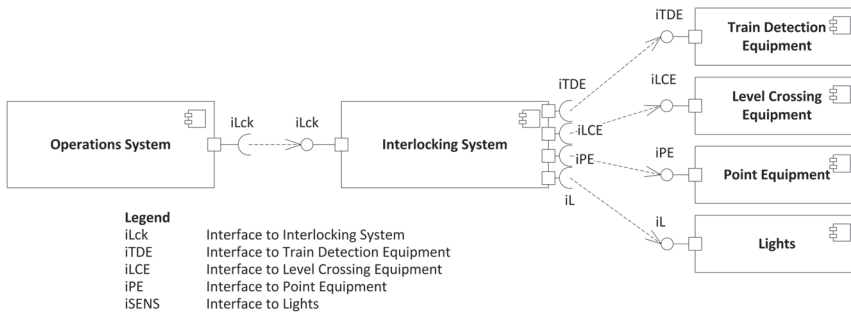 iTDE
Train Detection
Equipment
iTDE
iLCE
Level Crossing
Equipment
iLck
iLck
Operations System
Interlocking System
iLCE
iPE
iPE
Point Equipment
iL
iL
Lights
Legend
iLck Interface to Interlocking System
iTDE Interface to Train Detection Equipment
iLCE Interface to Level Crossing Equipment
iPE Interface to Point Equipment
iSENS Interface to Lights